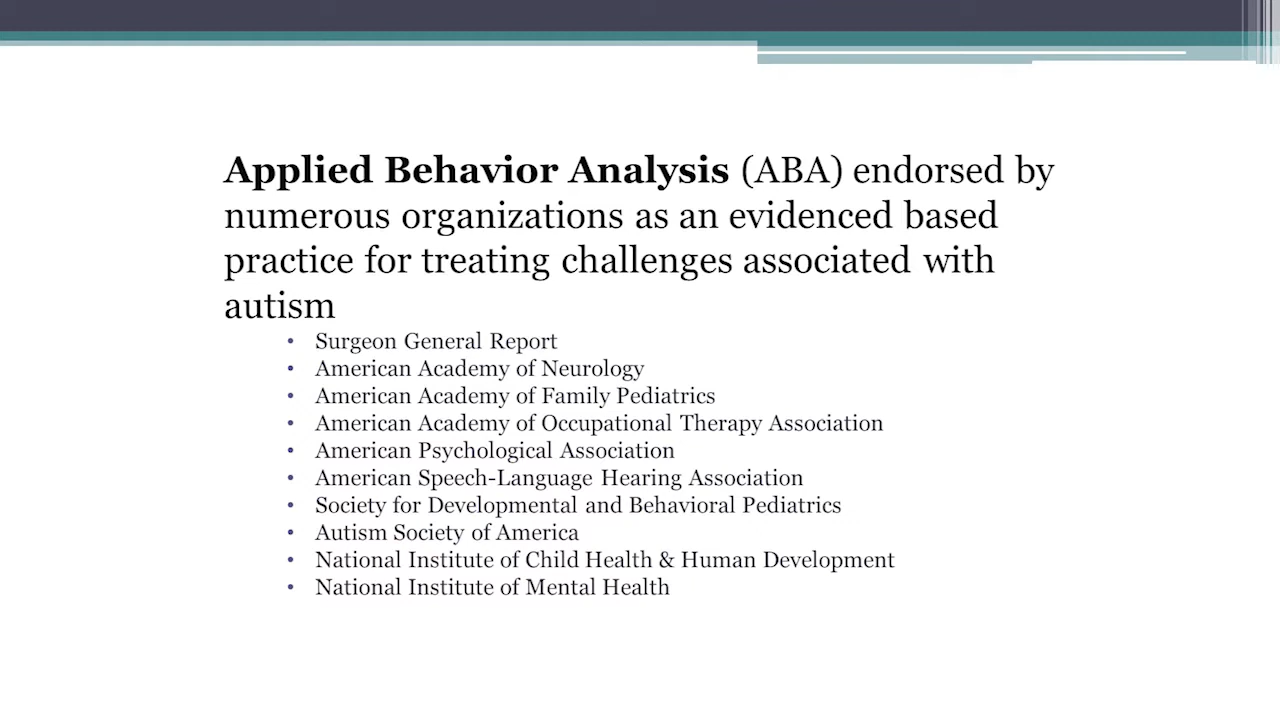 Applied Behavior Analysis (ABA) endorsed by
numerous organizations as an evidenced based
practice for treating challenges associated with
autism
• Surgeon General Report
• American Academy of Neurology
• American Academy of Family Pediatrics
• American Academy of Occupational Therapy Association
• American Psychological Association
• American Speech-Language Hearing Association
• Society for Developmental and Behavioral Pediatrics
• Autism Society of America
• National Institute of Child Health & Human Development
• National Institute of Mental Health